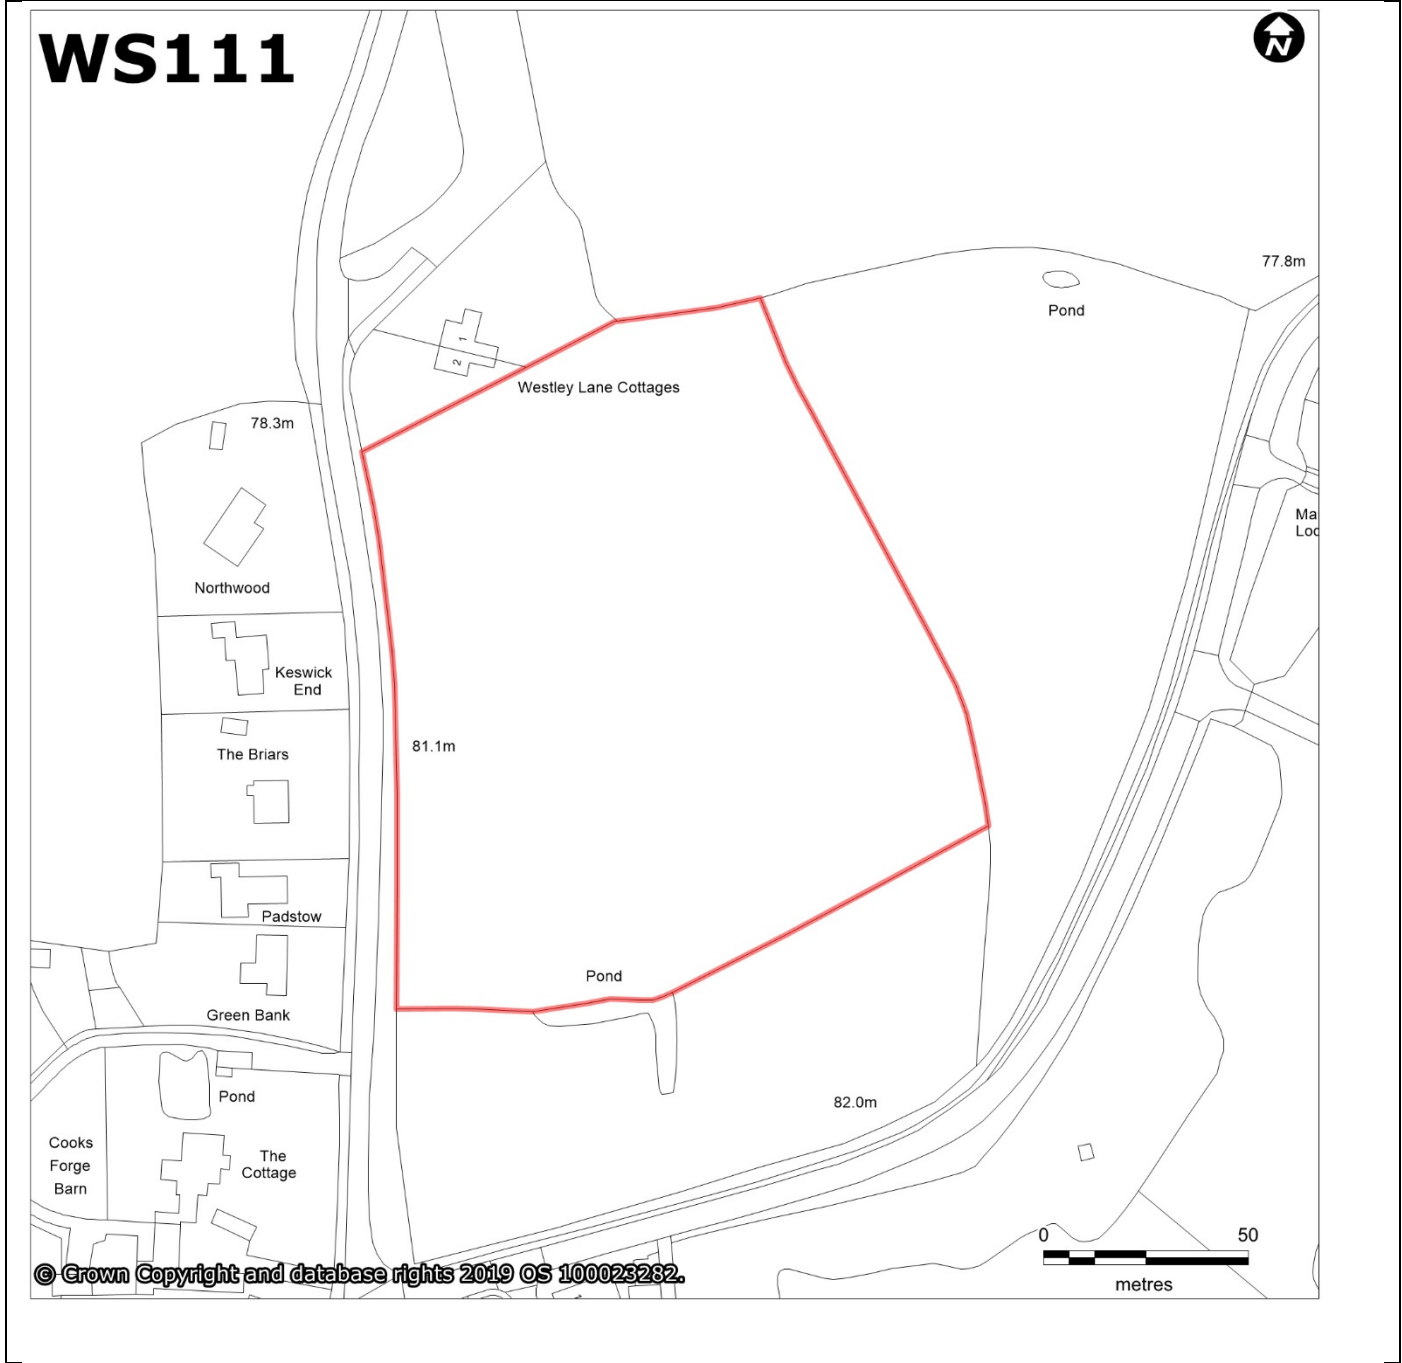 WS111
N
77.8m
Pond
1
2
Westley Lane Cottages
78.3m
Ma
Loc
Northwood
Keswick
End
81.1m
The Briars
Padstow
Pond
Green Bank
Pond
82.0m
Cooks
Forge
Barn
The
Cottage
0 50
metres
© Crown Copyright and database rights 2019 OS 100023282.